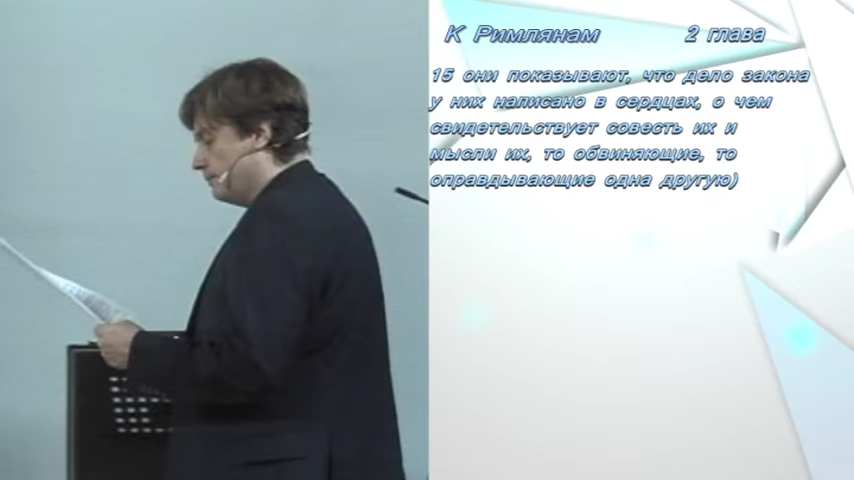 К Римлянам 2 глава
15 они показывают, что дело закона
у них написано в сердцах, о чем
свидетельствует совесть их и
мысли их, то обвиняющие, то
оправдывающие одна другую)